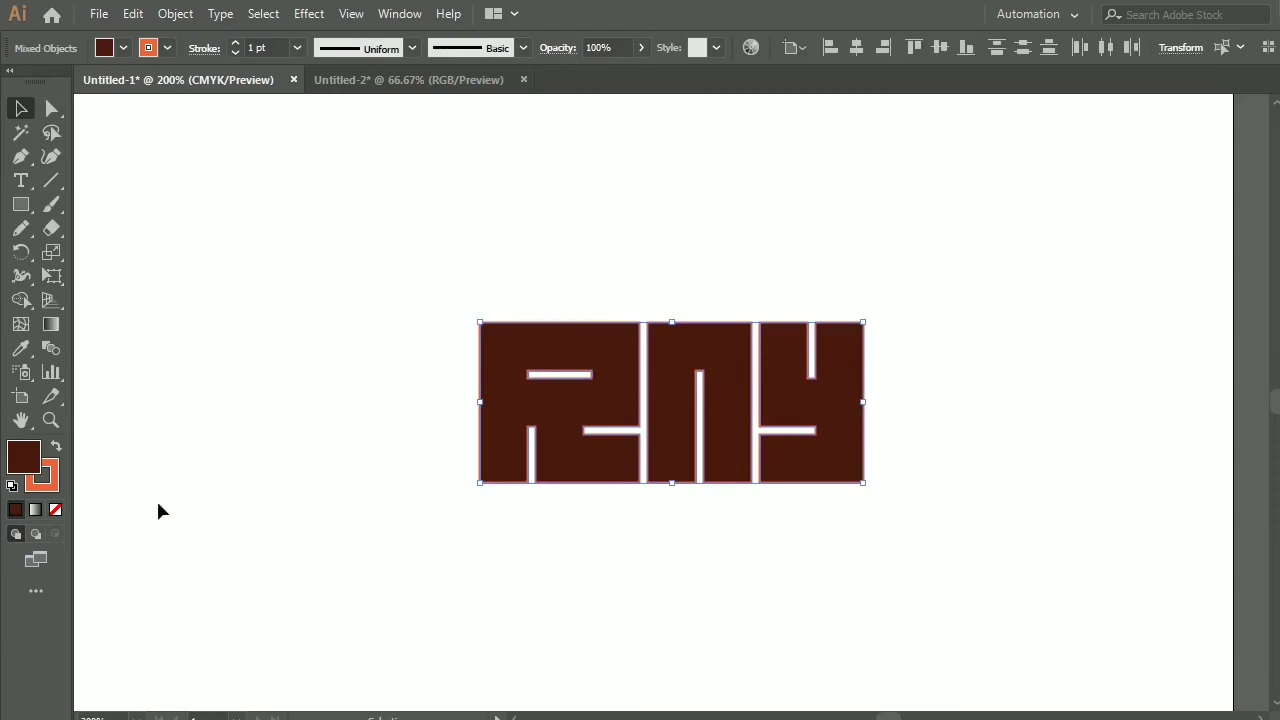 Ai File Edit Object Type Select Effect View Window Help Automation Search Adobe Stock
Mixed Objects Stroke: 1 pt Uniform Basic Opacity: 100% Style: Transform
Untitled-1* @ 200% (CMYK/Preview) × Untitled-2* @ 66.67% (RGB/Preview) ×
RNY